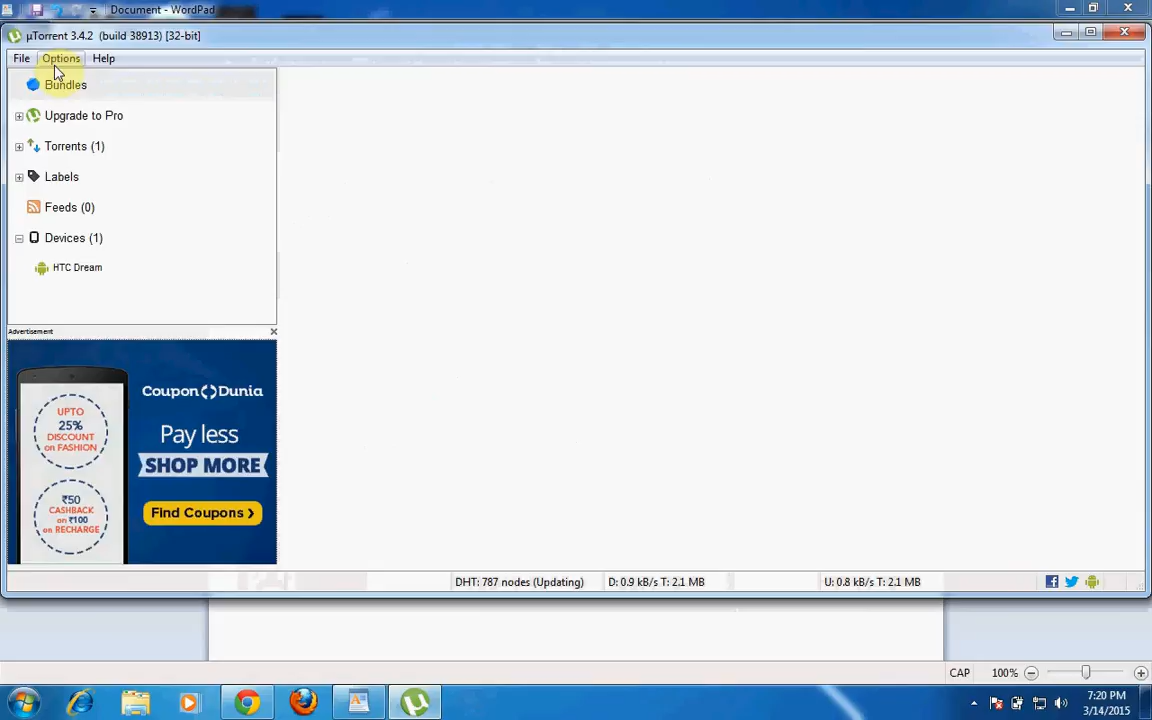 Document - WordPad
µTorrent 3.4.2 (build 38913) [32-bit]
File Options Help
Bundles
Upgrade to Pro
Torrents (1)
Labels
Feeds (0)
Devices (1)
HTC Dream
Advertisement
UPTO
25%
DISCOUNT
on FASHION
₹50
CASHBACK
on ₹100
on RECHARGE
Coupon Dunia
Pay less
SHOP MORE
Find Coupons >
DHT: 787 nodes (Updating) D: 0.9 kB/s T: 2.1 MB U: 0.8 kB/s T: 2.1 MB
CAP 100%
7:20 PM
3/14/2015